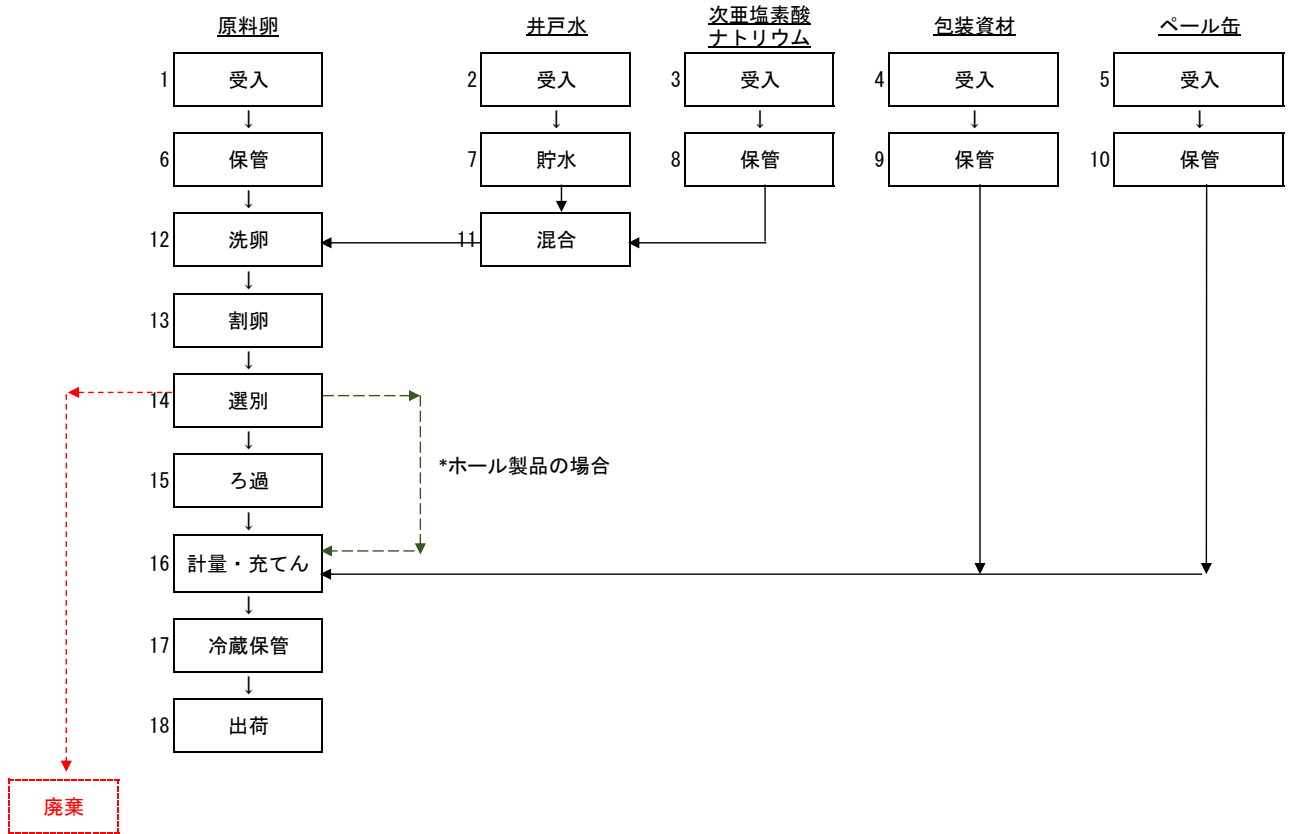 原料卵
井戸水
次亜塩素酸
ナトリウム
包装資材
ペール缶
1 受入
2 受入
3 受入
4 受入
5 受入
↓ ↓ ↓ ↓ ↓
6 保管
7 貯水
8 保管
9 保管
10 保管
↓
12 洗卵
11 混合
↓
13 割卵
↓
14 選別
↓
*ホール製品の場合
15 ろ過
↓
16 計量・充てん
↓
17 冷蔵保管
↓
18 出荷
廃棄